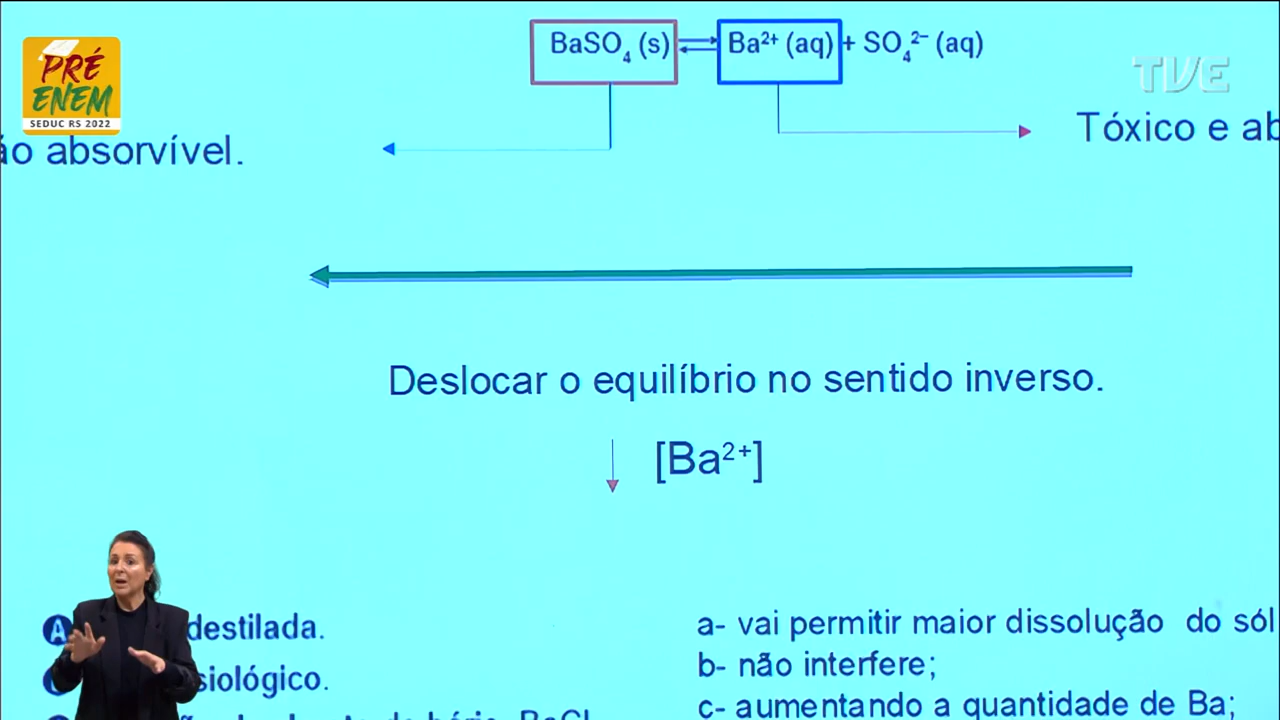 PRÉ
ENEM
SEDUC RS 2022
TVE
BaSO₄ (s) ⇌ Ba²⁺ (aq) + SO₄²⁻ (aq)
ão absorvível.
Tóxico e ab
Deslocar o equilíbrio no sentido inverso.
↓ [Ba²⁺]
A destilada.
siológico.
a- vai permitir maior dissolução do sól
b- não interfere;
c- aumentando a quantidade de Ba;